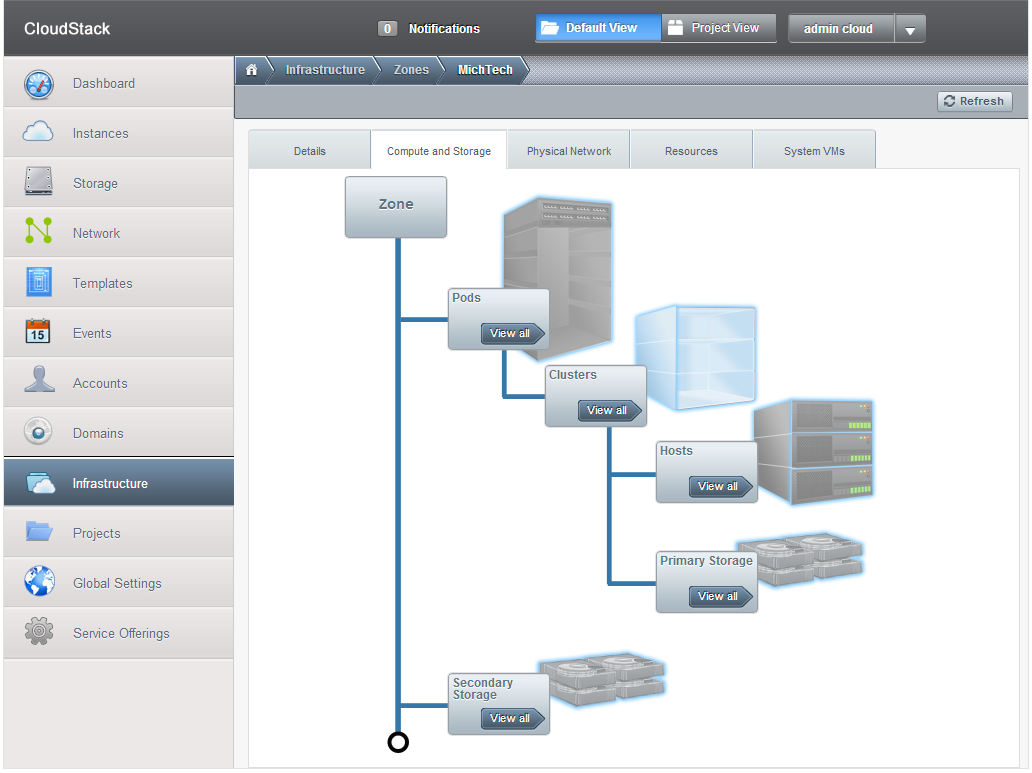 CloudStack
0 Notifications
Default View
Project View
admin cloud
Dashboard
Instances
Storage
Network
Templates
15
Events
Accounts
Domains
Infrastructure
Projects
Global Settings
Service Offerings
Infrastructure
Zones
MichTech
Refresh
Details
Compute and Storage
Physical Network
Resources
System VMs
Zone
Pods
View all
Clusters
View all
Hosts
View all
Primary Storage
View all
Secondary
Storage
View all